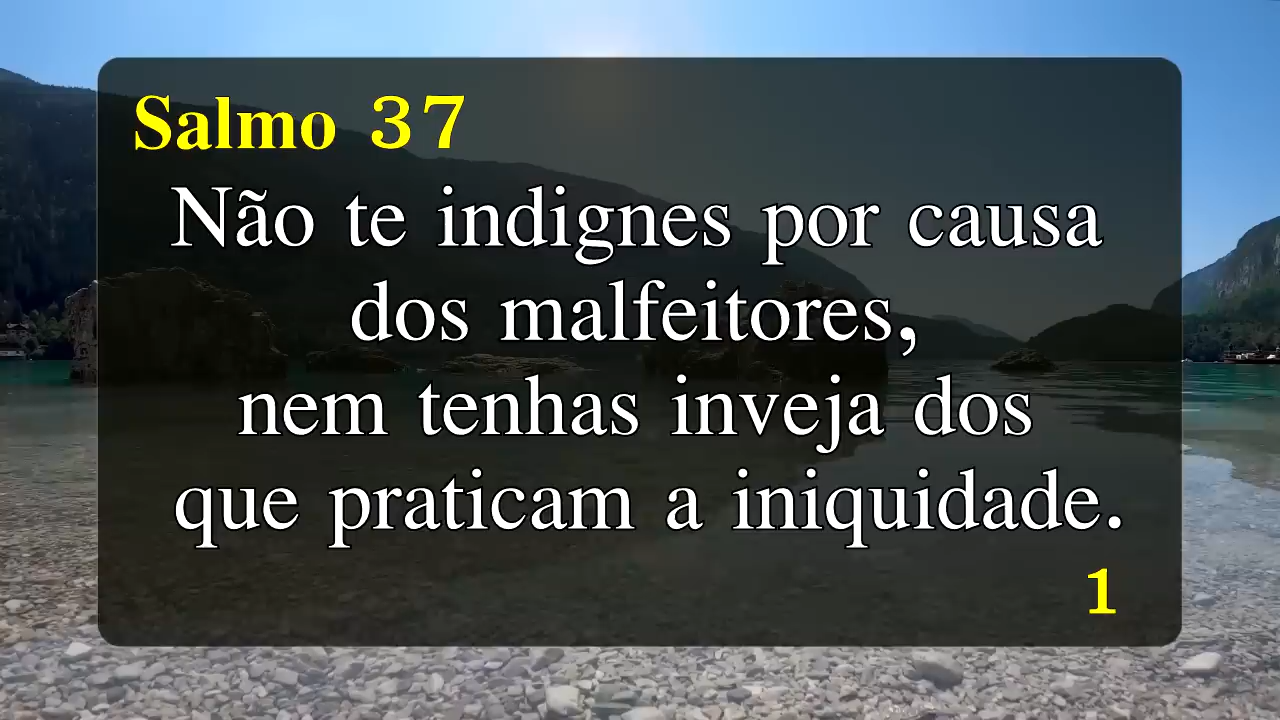 Salmo 37
Não te indignes por causa
dos malfeitores,
nem tenhas inveja dos
que praticam a iniquidade.
1